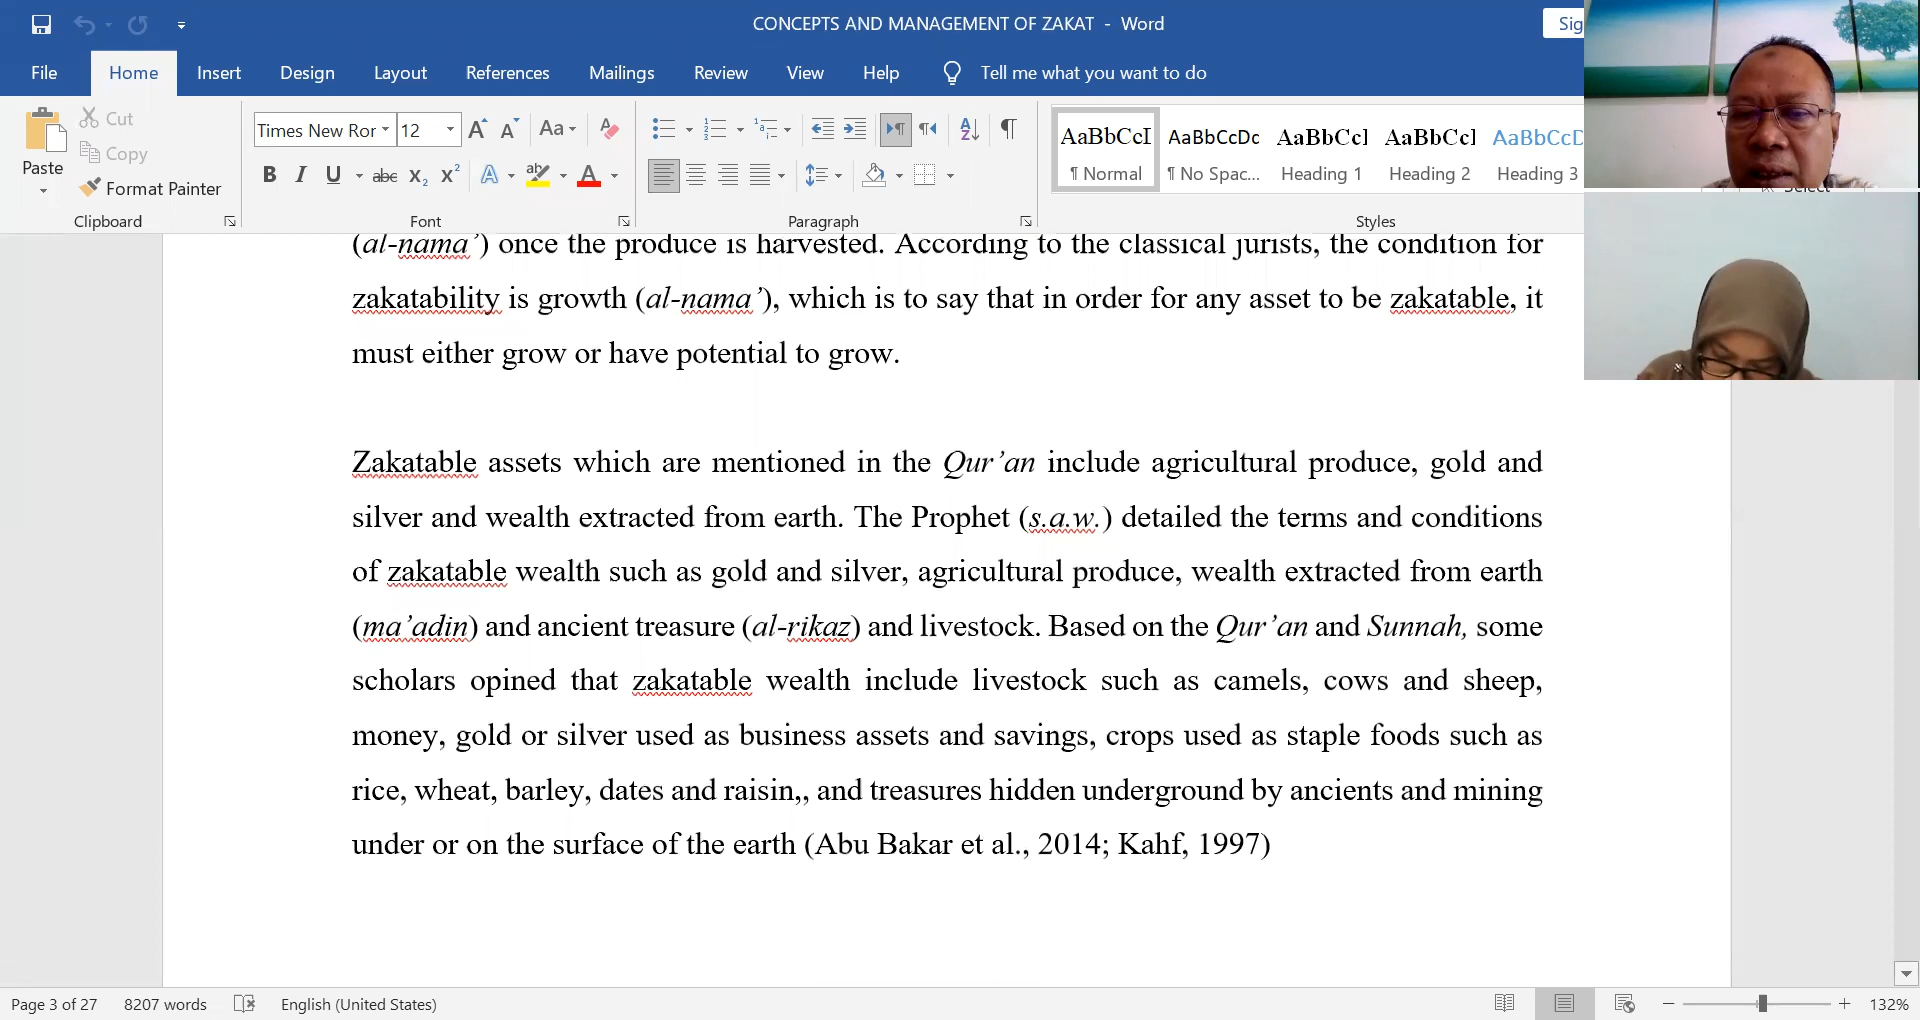 CONCEPTS AND MANAGEMENT OF ZAKAT - Word
Sig
File Home Insert Design Layout References Mailings Review View Help Tell me what you want to do
Paste
Cut
Copy
Format Painter
Clipboard
Times New Ror 12
Font
Paragraph
AaBbCcI AaBbCcDc AaBbCcI AaBbCcI AaBbCcD
¶ Normal ¶ No Spac... Heading 1 Heading 2 Heading 3
Styles
Select
(al-nama’) once the produce is harvested. According to the classical jurists, the condition for
zakatability is growth (al-nama’), which is to say that in order for any asset to be zakatable, it
must either grow or have potential to grow.
Zakatable assets which are mentioned in the Qur’an include agricultural produce, gold and
silver and wealth extracted from earth. The Prophet (s.a.w.) detailed the terms and conditions
of zakatable wealth such as gold and silver, agricultural produce, wealth extracted from earth
(ma’adin) and ancient treasure (al-rikaz) and livestock. Based on the Qur’an and Sunnah, some
scholars opined that zakatable wealth include livestock such as camels, cows and sheep,
money, gold or silver used as business assets and savings, crops used as staple foods such as
rice, wheat, barley, dates and raisin,, and treasures hidden underground by ancients and mining
under or on the surface of the earth (Abu Bakar et al., 2014; Kahf, 1997)
Page 3 of 27 8207 words English (United States) 132%